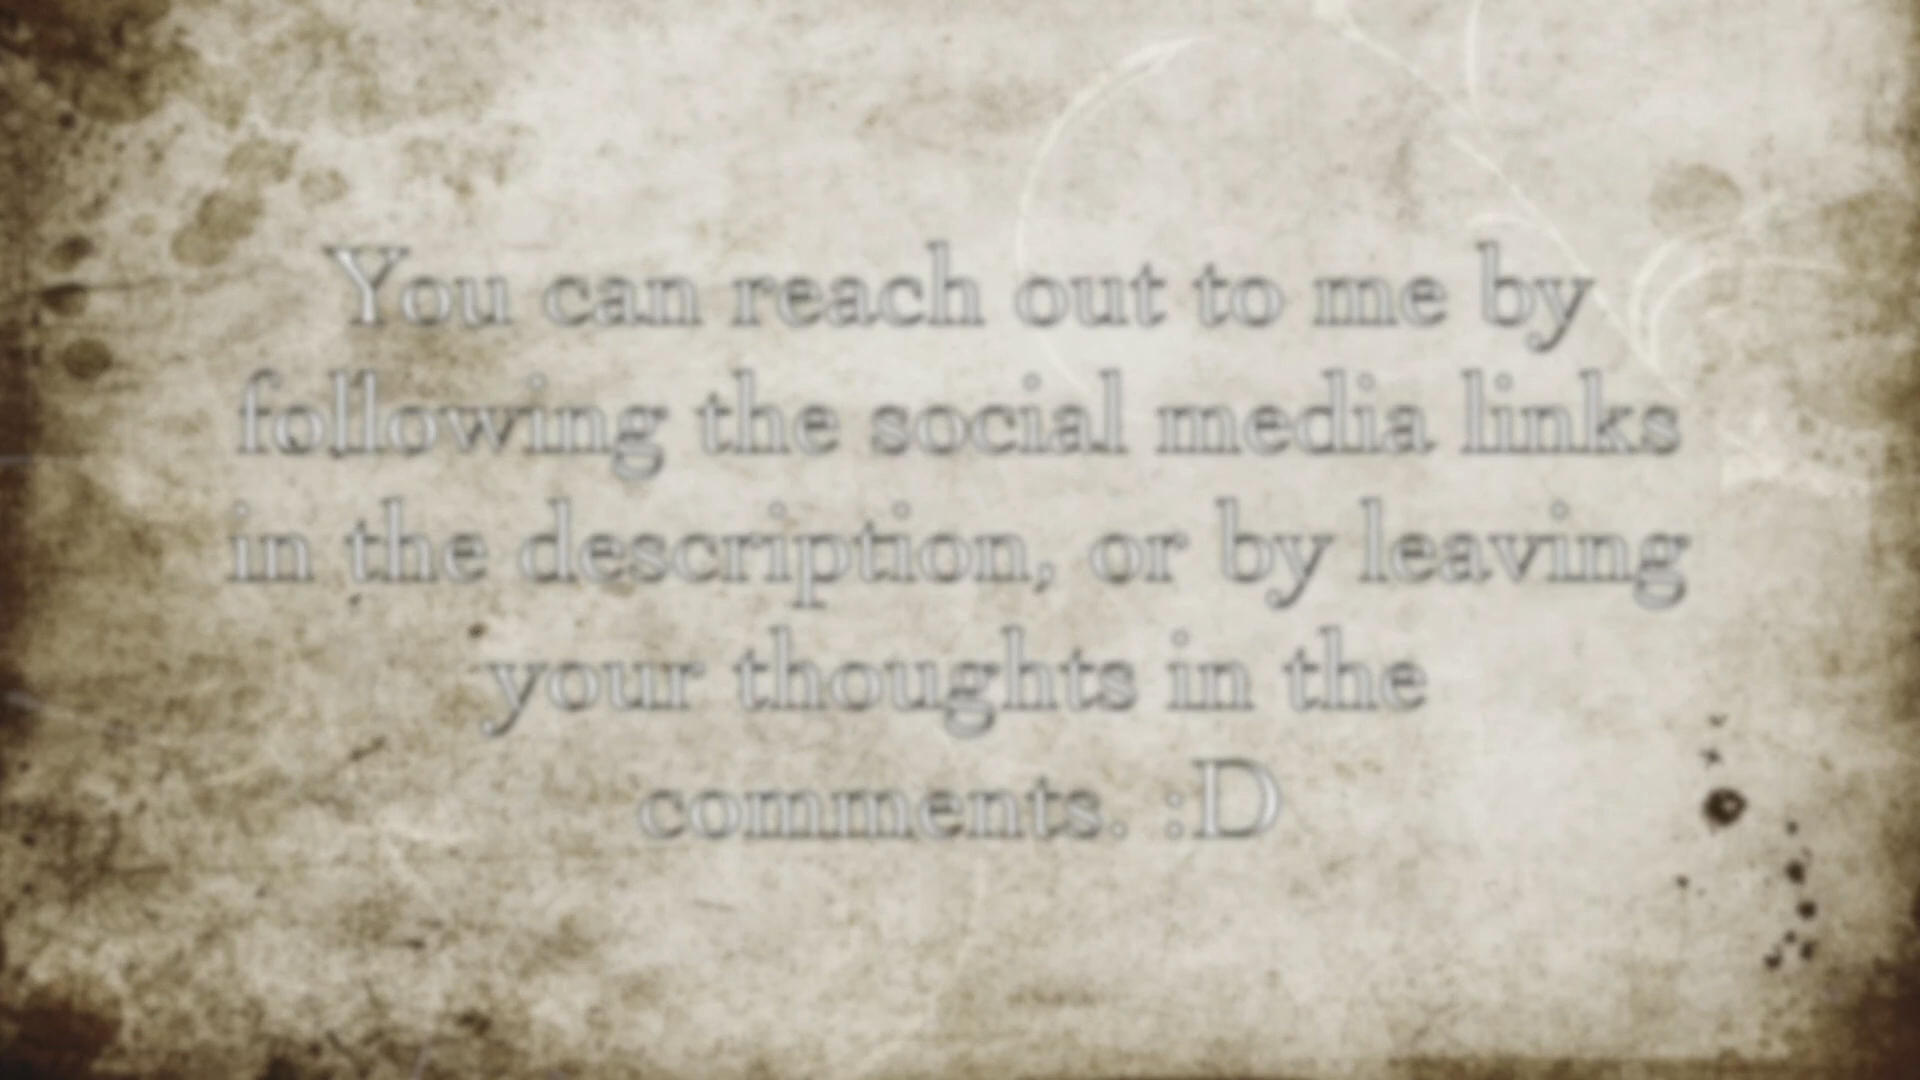 You can reach out to me by
following the social media links
in the description, or by leaving
your thoughts in the
comments. :D